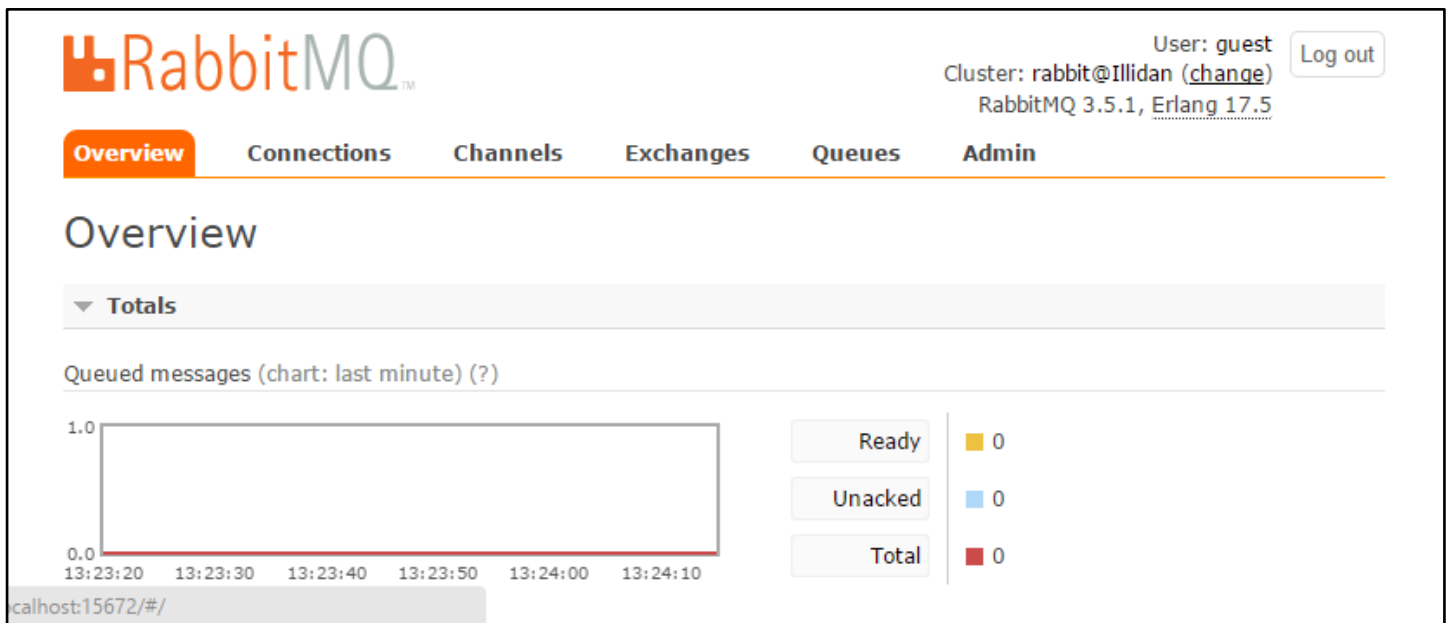 RabbitMQ
TM
User: guest
Log out
Cluster: rabbit@Illidan (change)
RabbitMQ 3.5.1, Erlang 17.5
Overview Connections Channels Exchanges Queues Admin
Overview
Totals
Queued messages (chart: last minute) (?)
1.0
0.0
13:23:20 13:23:30 13:23:40 13:23:50 13:24:00 13:24:10
Ready 0
Unacked 0
Total 0
calhost:15672/#/